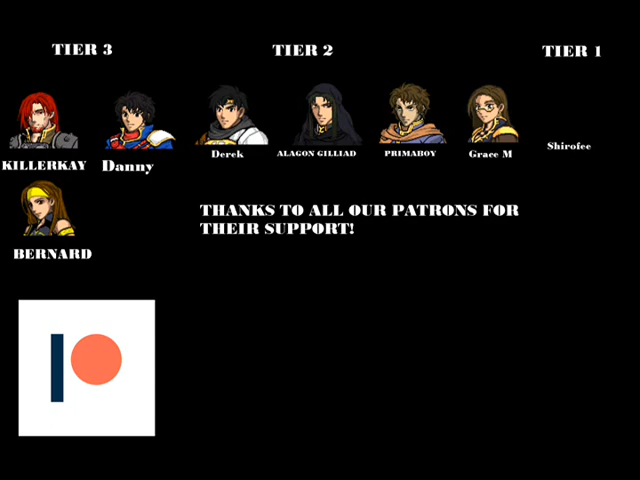 TIER 3
TIER 2
TIER 1
KILLERKAY
Danny
Derek
ALAGON GILLIAD
PRIMABOY
Grace M
Shirofee
BERNARD
THANKS TO ALL OUR PATRONS FOR
THEIR SUPPORT!